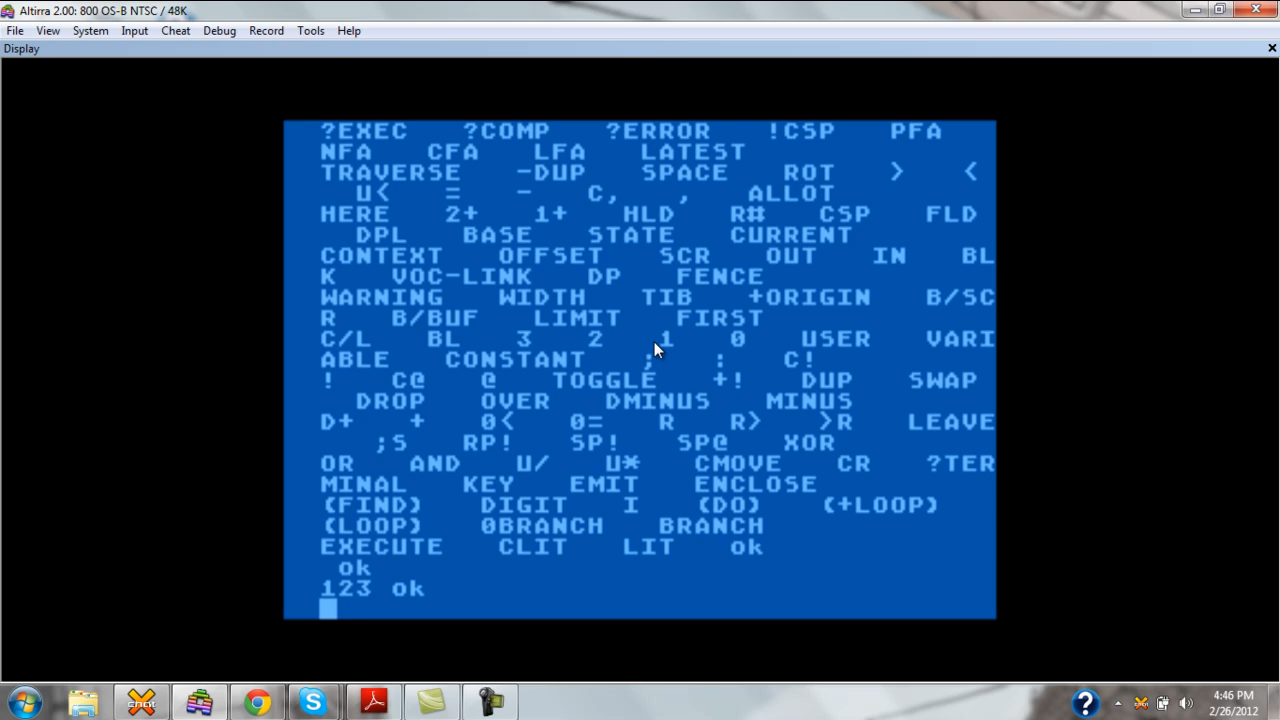 Altirra 2.00: 800 OS-B NTSC / 48K
File View System Input Cheat Debug Record Tools Help
Display
?EXEC ?COMP ?ERROR !CSP PFA
NFA CFA LFA LATEST
TRAVERSE -DUP SPACE ROT > <
U< = - C, , ALLOT
HERE 2+ 1+ HLD R# CSP FLD
DPL BASE STATE CURRENT
CONTEXT OFFSET SCR OUT IN BL
K VOC-LINK DP FENCE
WARNING WIDTH TIB +ORIGIN B/SC
R B/BUF LIMIT FIRST
C/L BL 3 2 1 0 USER VARI
ABLE CONSTANT ; : C!
! C@ @ TOGGLE +! DUP SWAP
DROP OVER DMINUS MINUS
D+ + 0< 0= R R> >R LEAVE
;S RP! SP! SP@ XOR
OR AND U/ U* CMOVE CR ?TER
MINAL KEY EMIT ENCLOSE
(FIND) DIGIT I (DO) (+LOOP)
(LOOP) 0BRANCH BRANCH
EXECUTE CLIT LIT ok
ok
123 ok
4:46 PM
2/26/2012